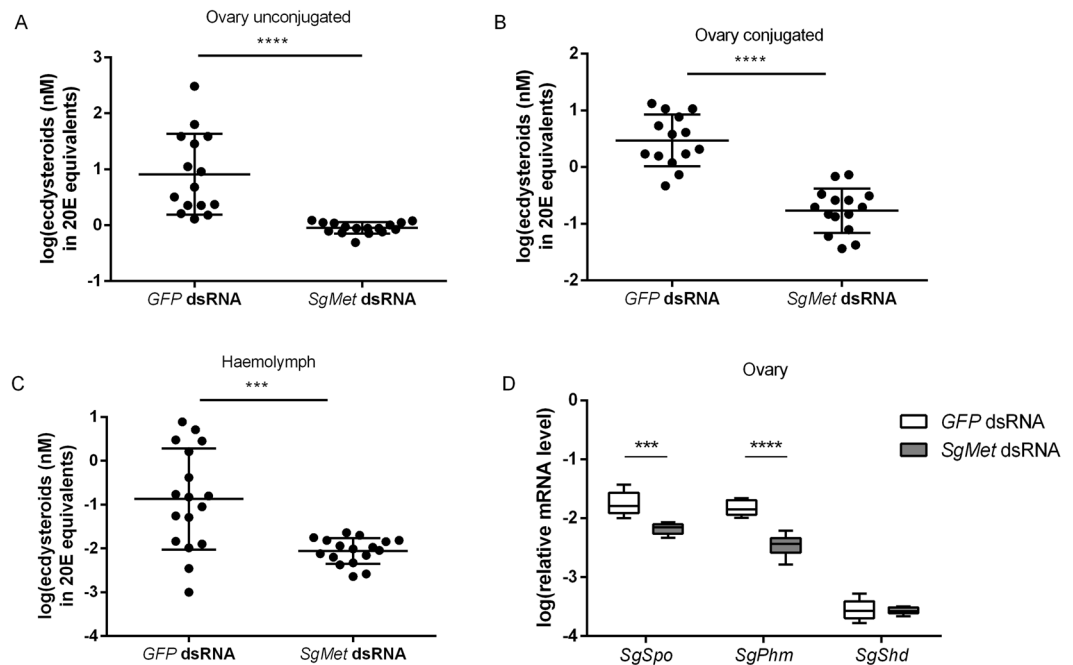 A
Ovary unconjugated
****
log(ecdysteroids (nM)
in 20E equivalents)
3
2
1
0
-1
GFP dsRNA
SgMet dsRNA
B
Ovary conjugated
****
log(ecdysteroids (nM)
in 20E equivalents)
2
1
0
-1
-2
GFP dsRNA
SgMet dsRNA
C
Haemolymph
***
log(ecdysteroids (nM)
in 20E equivalents)
1
0
-1
-2
-3
-4
GFP dsRNA
SgMet dsRNA
D
Ovary
log(relative mRNA level)
0
-1
-2
-3
-4
***
****
GFP dsRNA
SgMet dsRNA
SgSpo
SgPhm
SgShd